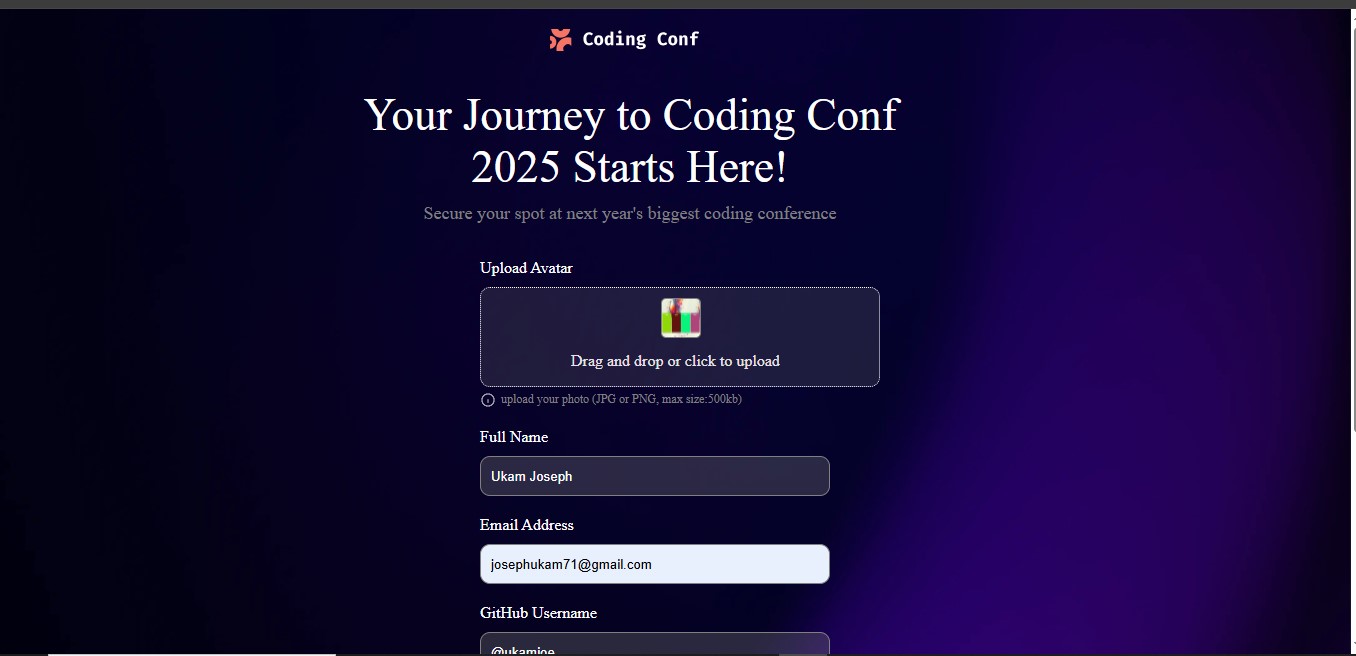 Coding Conf
Your Journey to Coding Conf
2025 Starts Here!
Secure your spot at next year's biggest coding conference
Upload Avatar
Drag and drop or click to upload
upload your photo (JPG or PNG, max size:500kb)
Full Name
Ukam Joseph
Email Address
josephukam71@gmail.com
GitHub Username
@ukamjoe